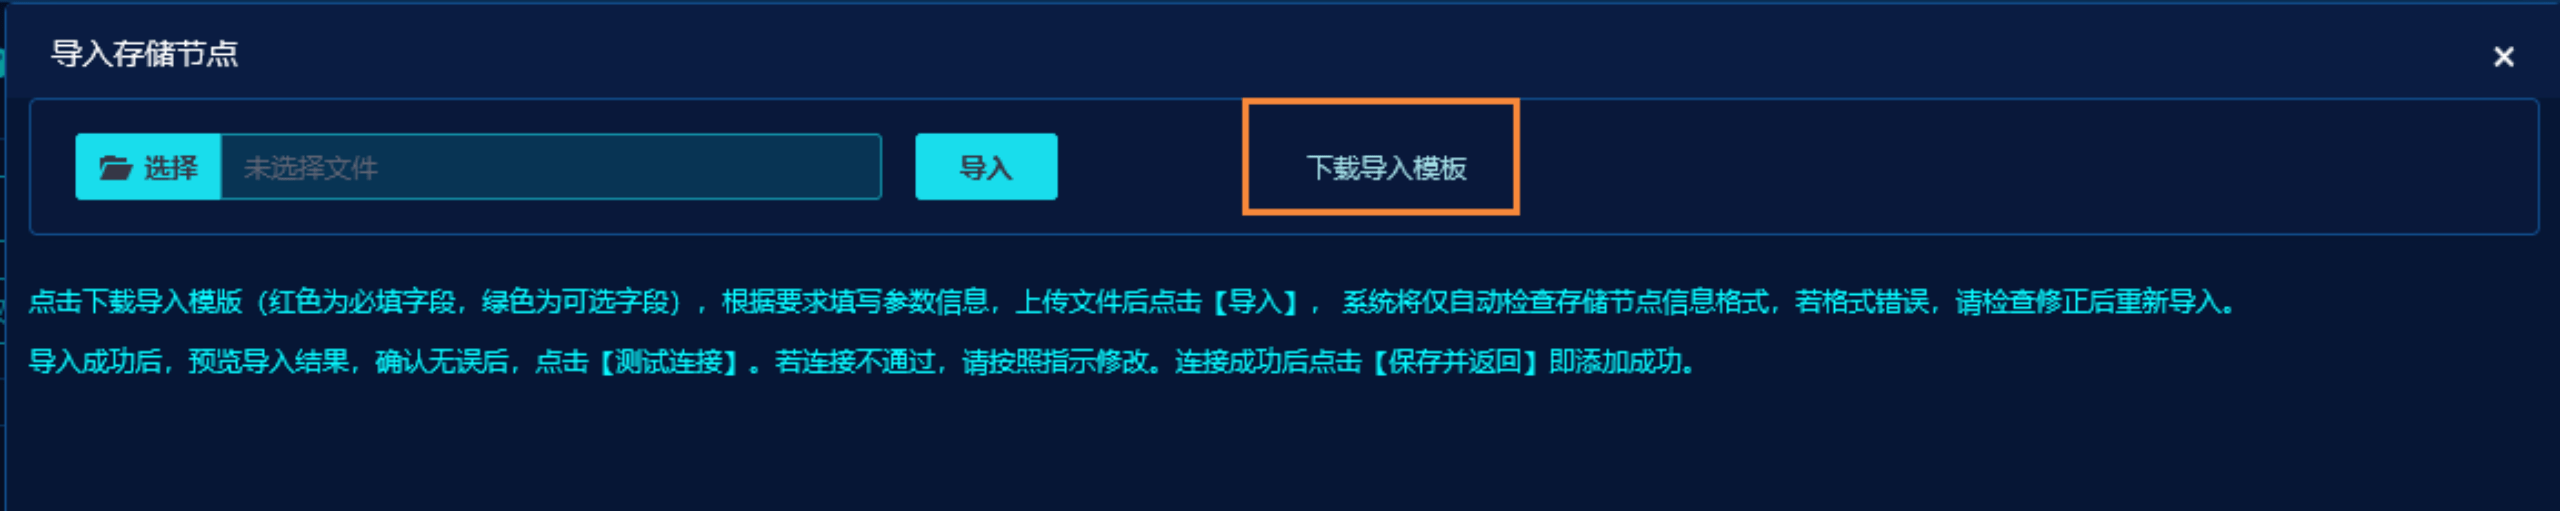 导入存储节点
选择 未选择文件 导入 下载导入模板
点击下载导入模版（红色为必填字段，绿色为可选字段），根据要求填写参数信息，上传文件后点击【导入】， 系统将仅自动检查存储节点信息格式，若格式错误，请检查修正后重新导入。
导入成功后，预览导入结果，确认无误后，点击【测试连接】。若连接不通过，请按照指示修改。连接成功后点击【保存并返回】即添加成功。